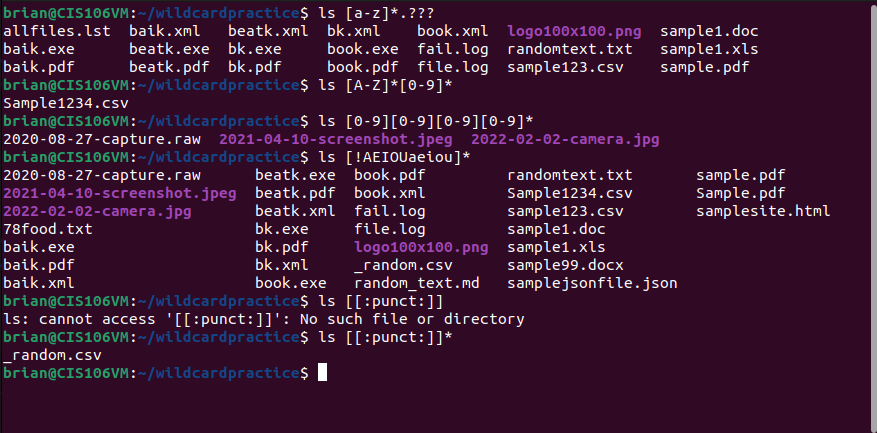 brian@CIS106VM:~/wildcardpractice$ ls [a-z]*.???
allfiles.lst  baik.xml   beatk.xml  bk.xml    book.xml  logo100x100.png  sample1.doc
baik.exe      beatk.exe  bk.exe     book.exe  fail.log  randomtext.txt   sample1.xls
baik.pdf      beatk.pdf  bk.pdf     book.pdf  file.log  sample123.csv    sample.pdf
brian@CIS106VM:~/wildcardpractice$ ls [A-Z]*[0-9]*
Sample1234.csv
brian@CIS106VM:~/wildcardpractice$ ls [0-9][0-9][0-9][0-9]*
2020-08-27-capture.raw  2021-04-10-screenshot.jpeg  2022-02-02-camera.jpg
brian@CIS106VM:~/wildcardpractice$ ls [!AEIOUaeiou]*
2020-08-27-capture.raw      beatk.exe  book.pdf         randomtext.txt       sample.pdf
2021-04-10-screenshot.jpeg  beatk.pdf  book.xml         Sample1234.csv       Sample.pdf
2022-02-02-camera.jpg       beatk.xml  fail.log         sample123.csv        samplesite.html
78food.txt                  bk.exe     file.log         sample1.doc
baik.exe                    bk.pdf     logo100x100.png  sample1.xls
baik.pdf                    bk.xml     _random.csv      sample99.docx
baik.xml                    book.exe   random_text.md   samplejsonfile.json
brian@CIS106VM:~/wildcardpractice$ ls [[:punct:]]
ls: cannot access '[[:punct:]]': No such file or directory
brian@CIS106VM:~/wildcardpractice$ ls [[:punct:]]*
_random.csv
brian@CIS106VM:~/wildcardpractice$